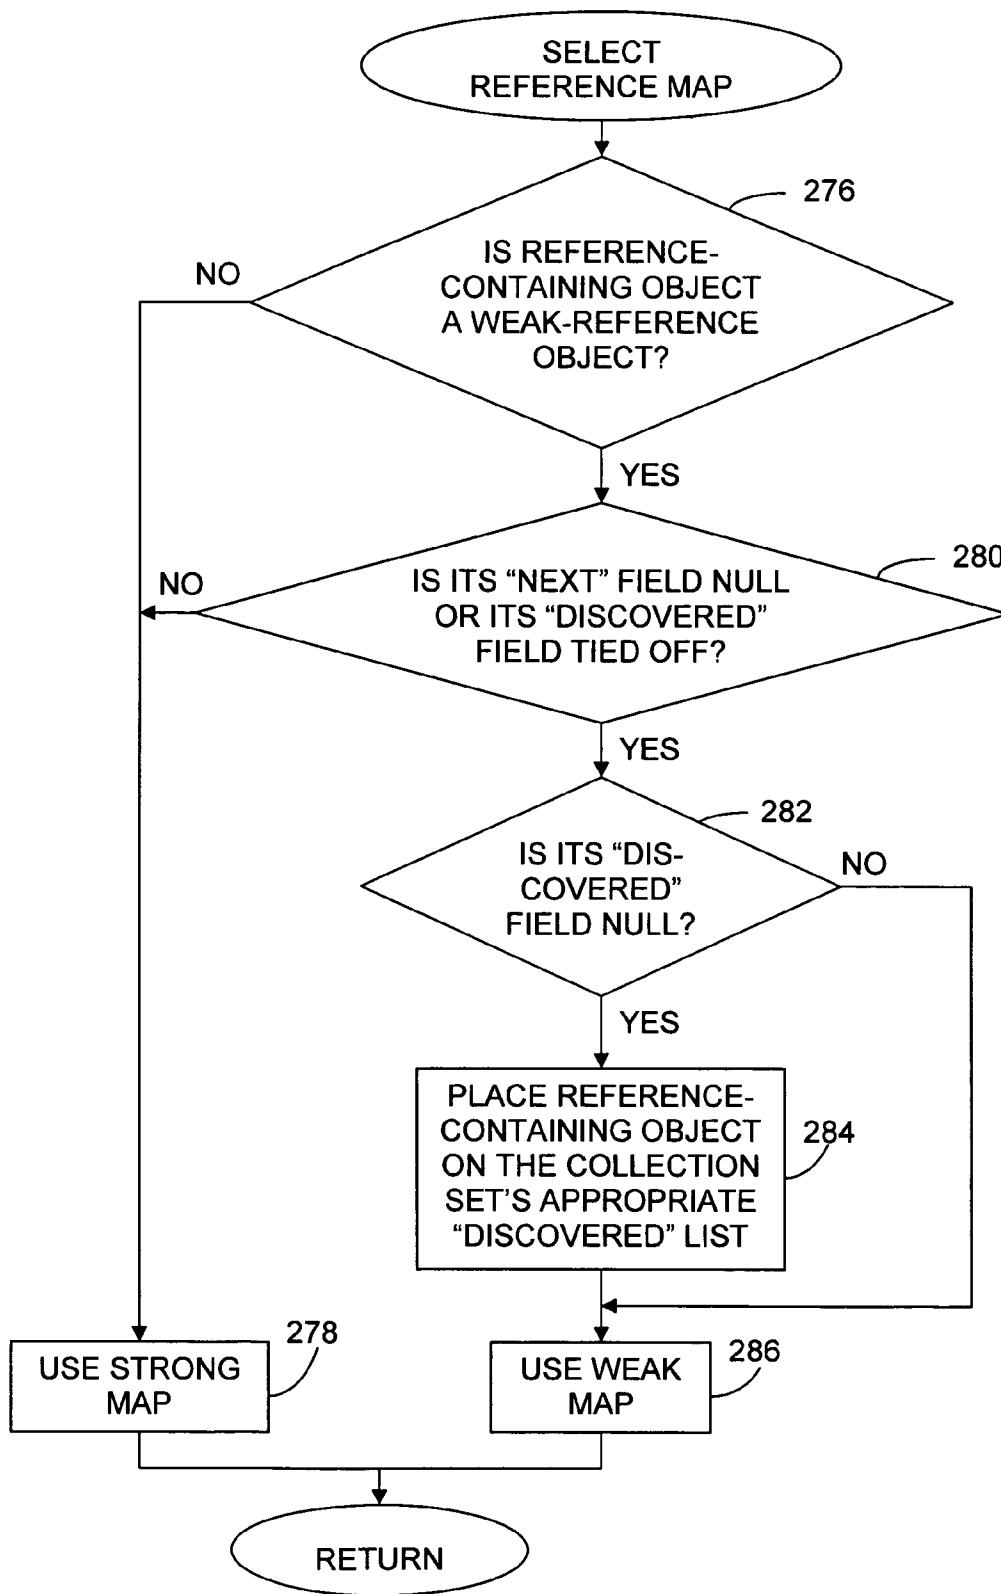 SELECT
REFERENCE MAP
276
IS REFERENCE-
CONTAINING OBJECT
A WEAK-REFERENCE
OBJECT?
NO
YES
280
IS ITS “NEXT” FIELD NULL
OR ITS “DISCOVERED”
FIELD TIED OFF?
NO
YES
282
IS ITS “DIS-
COVERED”
FIELD NULL?
NO
YES
PLACE REFERENCE-
CONTAINING OBJECT
ON THE COLLECTION
SET'S APPROPRIATE
“DISCOVERED” LIST
284
278
USE STRONG
MAP
286
USE WEAK
MAP
RETURN